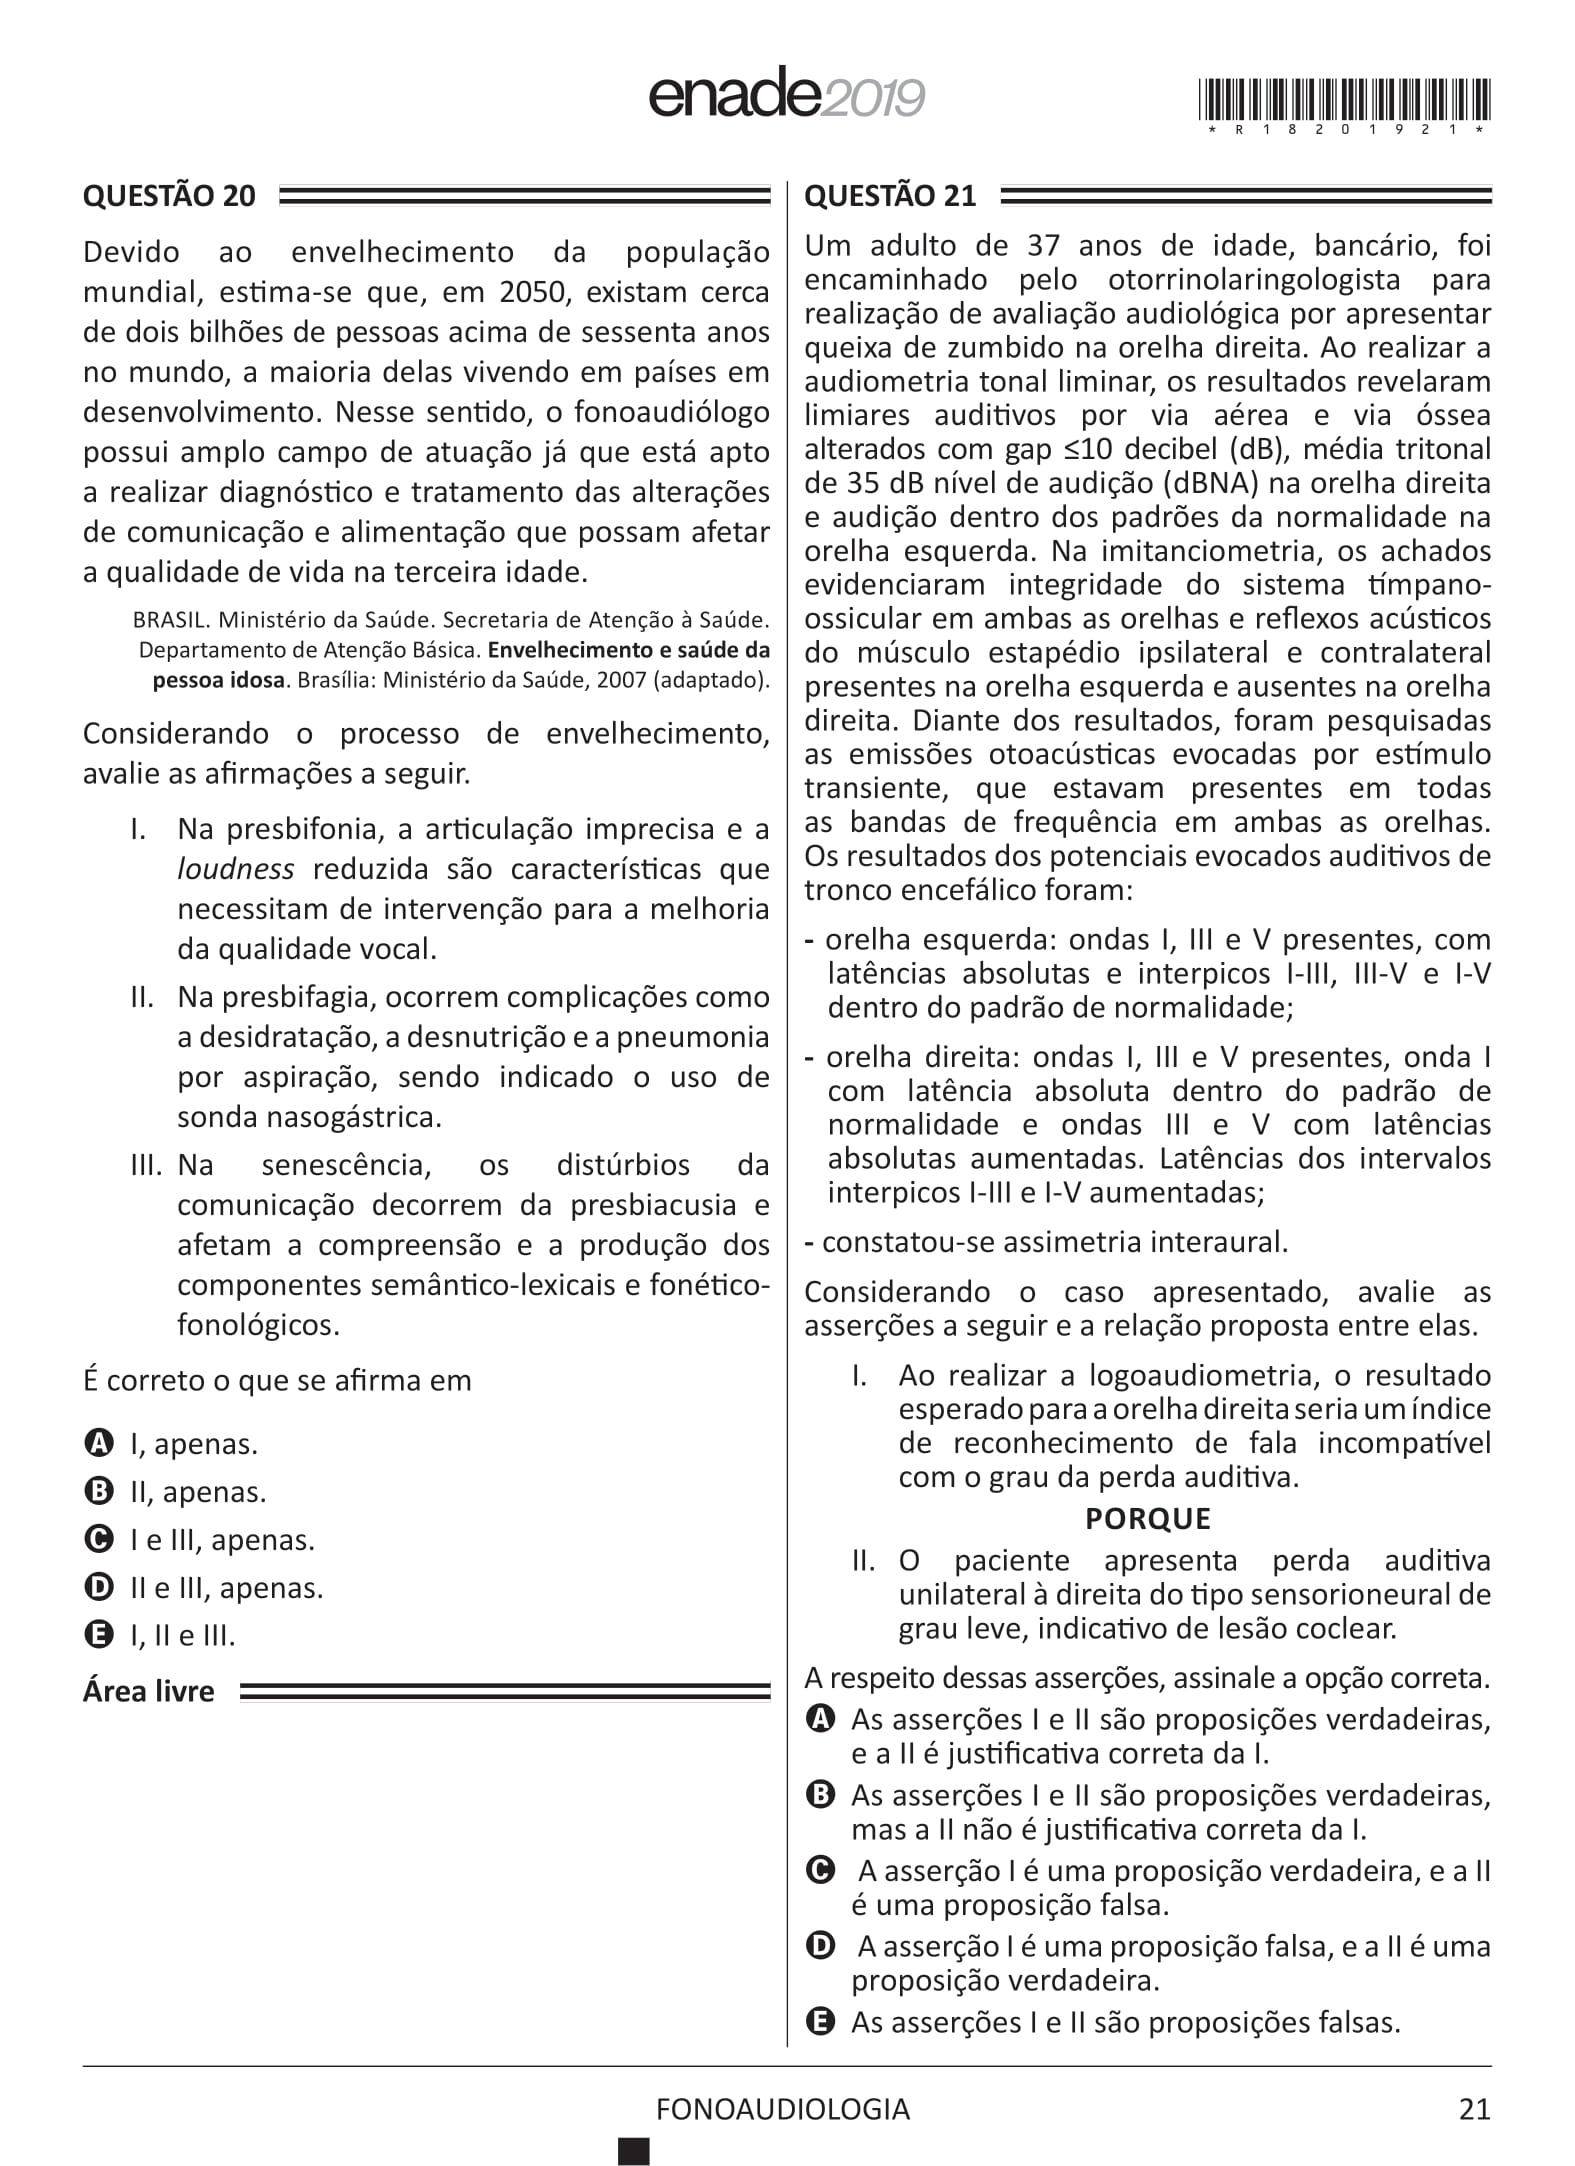 enade2019
*R18201921*
QUESTÃO 20
Devido ao envelhecimento da população
mundial, estima-se que, em 2050, existam cerca
de dois bilhões de pessoas acima de sessenta anos
no mundo, a maioria delas vivendo em países em
desenvolvimento. Nesse sentido, o fonoaudiólogo
possui amplo campo de atuação já que está apto
a realizar diagnóstico e tratamento das alterações
de comunicação e alimentação que possam afetar
a qualidade de vida na terceira idade.
BRASIL. Ministério da Saúde. Secretaria de Atenção à Saúde.
Departamento de Atenção Básica. Envelhecimento e saúde da
pessoa idosa. Brasília: Ministério da Saúde, 2007 (adaptado).
Considerando o processo de envelhecimento,
avalie as afirmações a seguir.
I. Na presbifonia, a articulação imprecisa e a
loudness reduzida são características que
necessitam de intervenção para a melhoria
da qualidade vocal.
II. Na presbifagia, ocorrem complicações como
a desidratação, a desnutrição e a pneumonia
por aspiração, sendo indicado o uso de
sonda nasogástrica.
III. Na senescência, os distúrbios da
comunicação decorrem da presbiacusia e
afetam a compreensão e a produção dos
componentes semântico-lexicais e fonético-
fonológicos.
É correto o que se afirma em
A I, apenas.
B II, apenas.
C I e III, apenas.
D II e III, apenas.
E I, II e III.
Área livre
QUESTÃO 21
Um adulto de 37 anos de idade, bancário, foi
encaminhado pelo otorrinolaringologista para
realização de avaliação audiológica por apresentar
queixa de zumbido na orelha direita. Ao realizar a
audiometria tonal liminar, os resultados revelaram
limiares auditivos por via aérea e via óssea
alterados com gap ≤10 decibel (dB), média tritonal
de 35 dB nível de audição (dBNA) na orelha direita
e audição dentro dos padrões da normalidade na
orelha esquerda. Na imitanciometria, os achados
evidenciaram integridade do sistema tímpano-
ossicular em ambas as orelhas e reflexos acústicos
do músculo estapédio ipsilateral e contralateral
presentes na orelha esquerda e ausentes na orelha
direita. Diante dos resultados, foram pesquisadas
as emissões otoacústicas evocadas por estímulo
transiente, que estavam presentes em todas
as bandas de frequência em ambas as orelhas.
Os resultados dos potenciais evocados auditivos de
tronco encefálico foram:
- orelha esquerda: ondas I, III e V presentes, com
latências absolutas e interpicos I-III, III-V e I-V
dentro do padrão de normalidade;
- orelha direita: ondas I, III e V presentes, onda I
com latência absoluta dentro do padrão de
normalidade e ondas III e V com latências
absolutas aumentadas. Latências dos intervalos
interpicos I-III e I-V aumentadas;
- constatou-se assimetria interaural.
Considerando o caso apresentado, avalie as
asserções a seguir e a relação proposta entre elas.
I. Ao realizar a logoaudiometria, o resultado
esperado para a orelha direita seria um índice
de reconhecimento de fala incompatível
com o grau da perda auditiva.
PORQUE
II. O paciente apresenta perda auditiva
unilateral à direita do tipo sensorioneural de
grau leve, indicativo de lesão coclear.
A respeito dessas asserções, assinale a opção correta.
A As asserções I e II são proposições verdadeiras,
e a II é justificativa correta da I.
B As asserções I e II são proposições verdadeiras,
mas a II não é justificativa correta da I.
C A asserção I é uma proposição verdadeira, e a II
é uma proposição falsa.
D A asserção I é uma proposição falsa, e a II é uma
proposição verdadeira.
E As asserções I e II são proposições falsas.
FONOAUDIOLOGIA
21